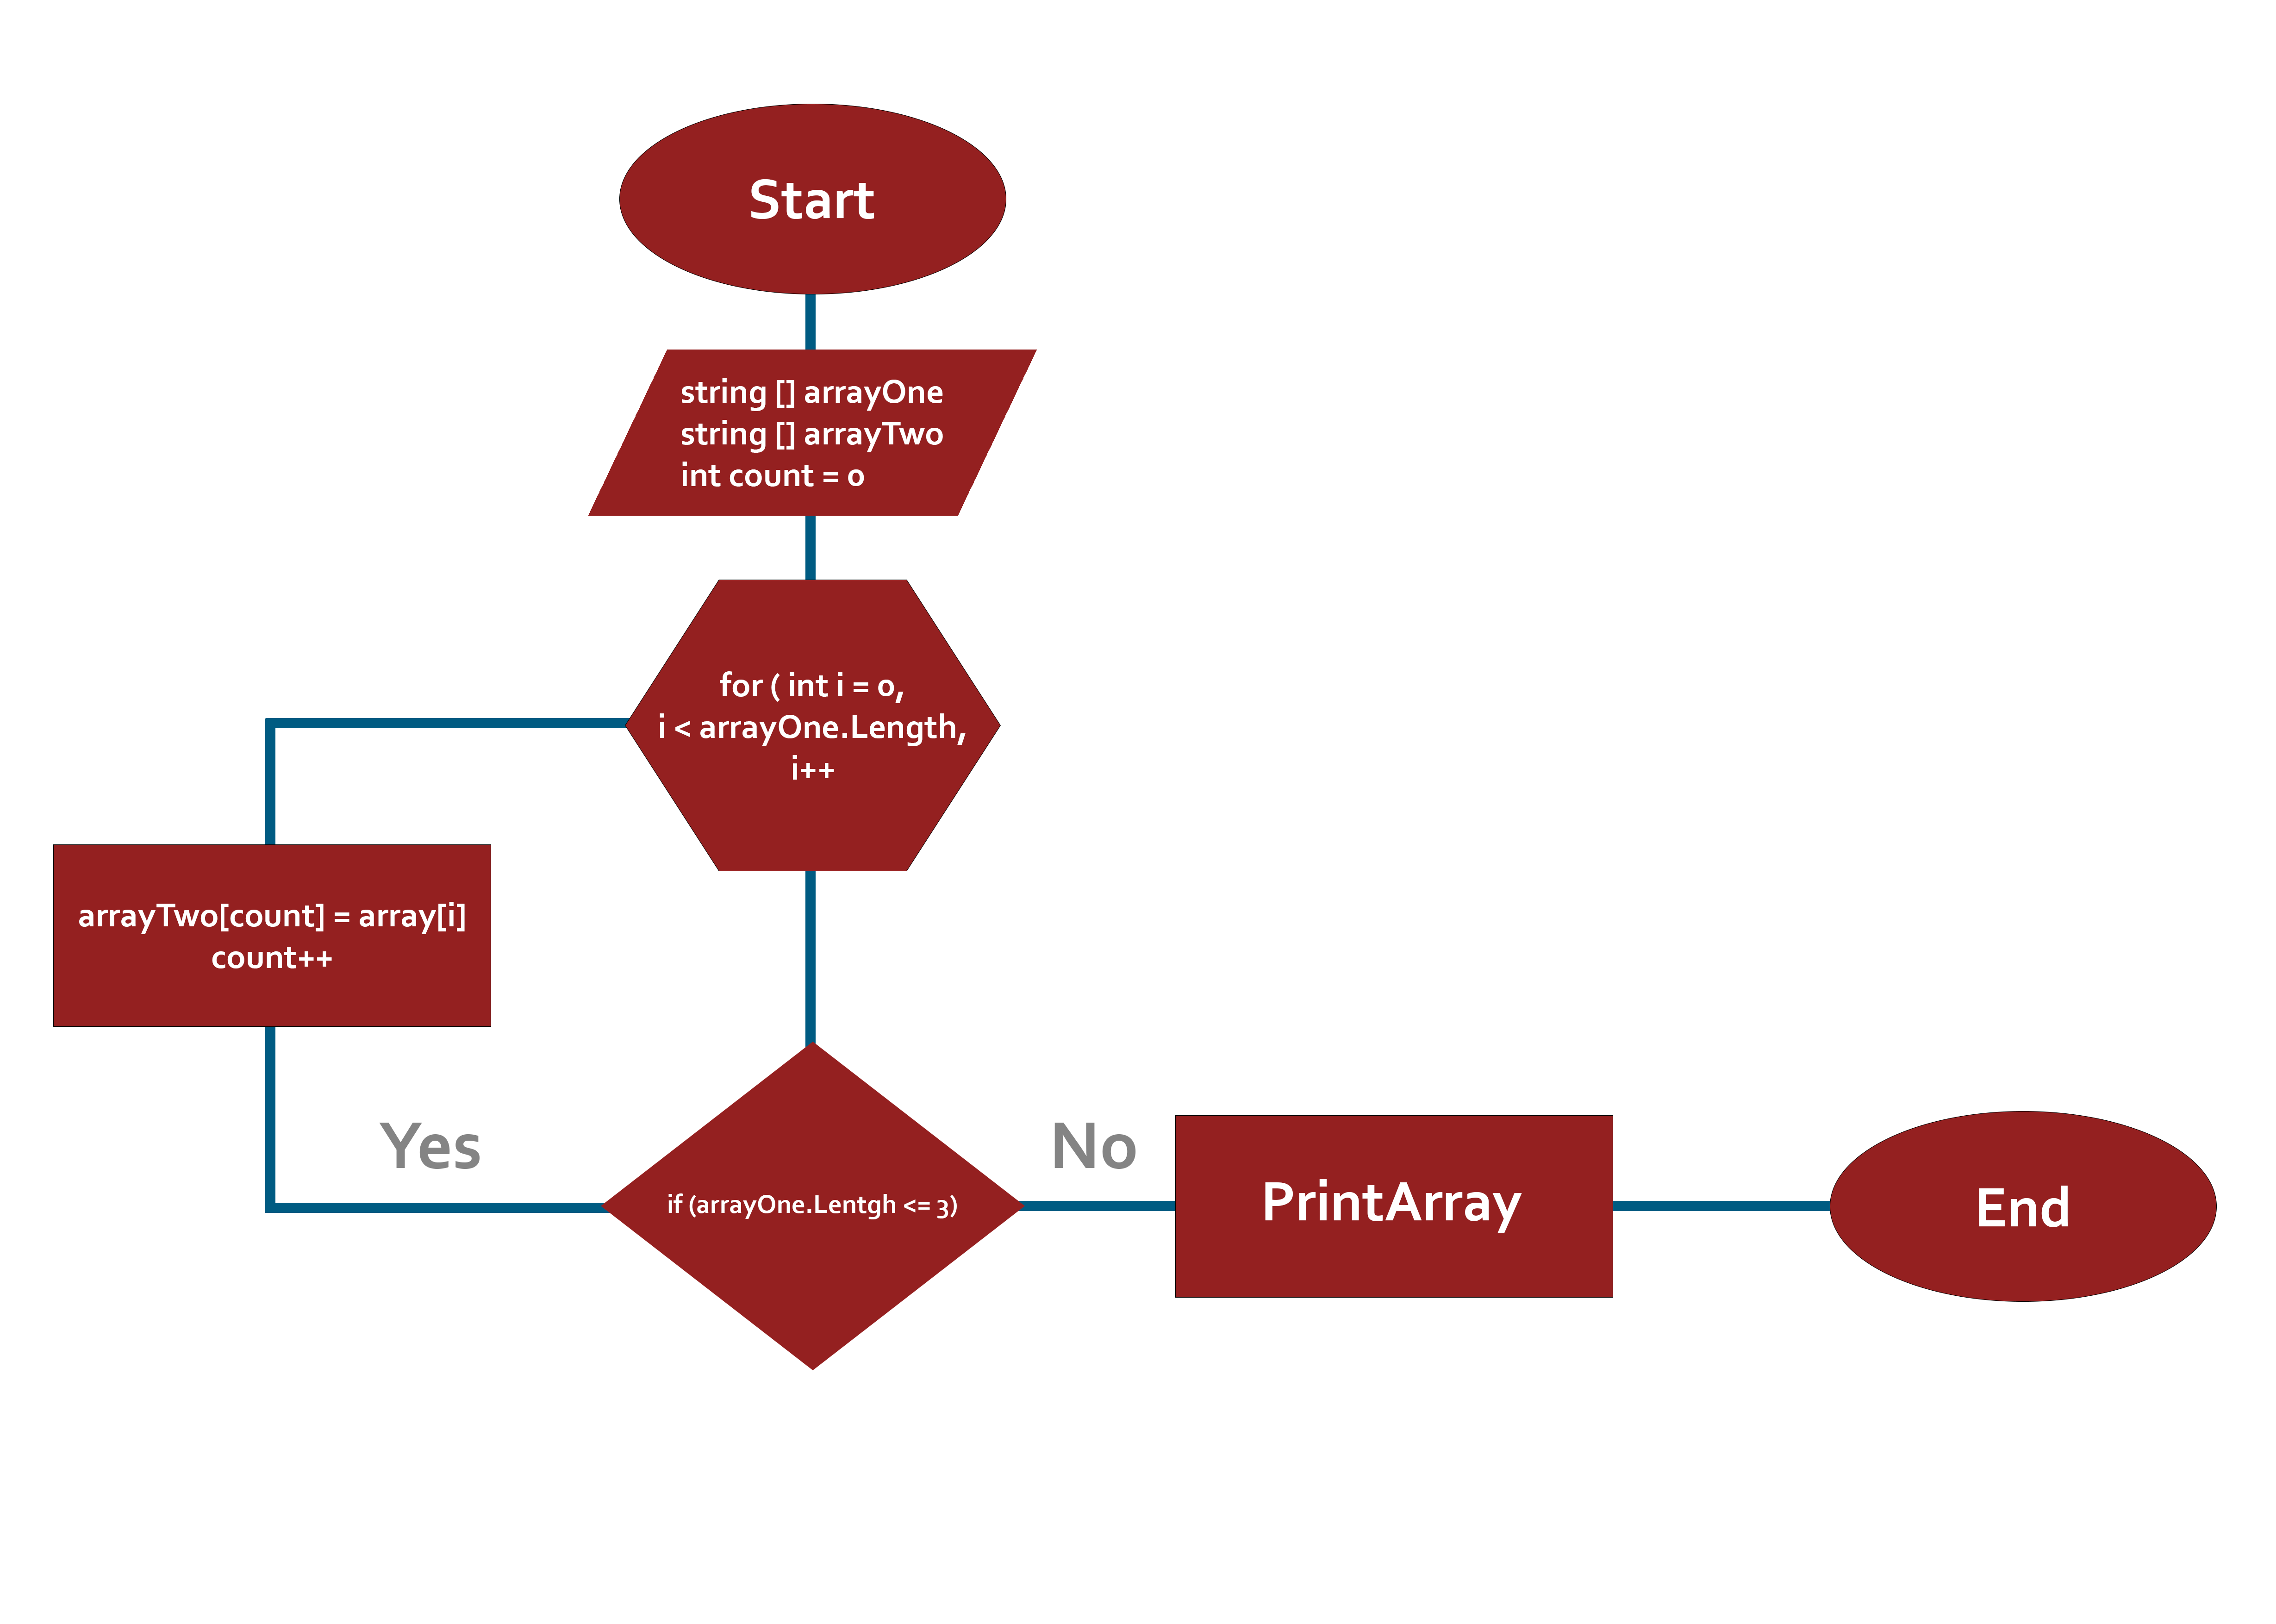 Start
string [] arrayOne
string [] arrayTwo
int count = 0
for ( int i = 0,
i < arrayOne.Length,
i++
arrayTwo[count] = array[i]
count++
Yes
if (arrayOne.Lentgh <= 3)
No
PrintArray
End